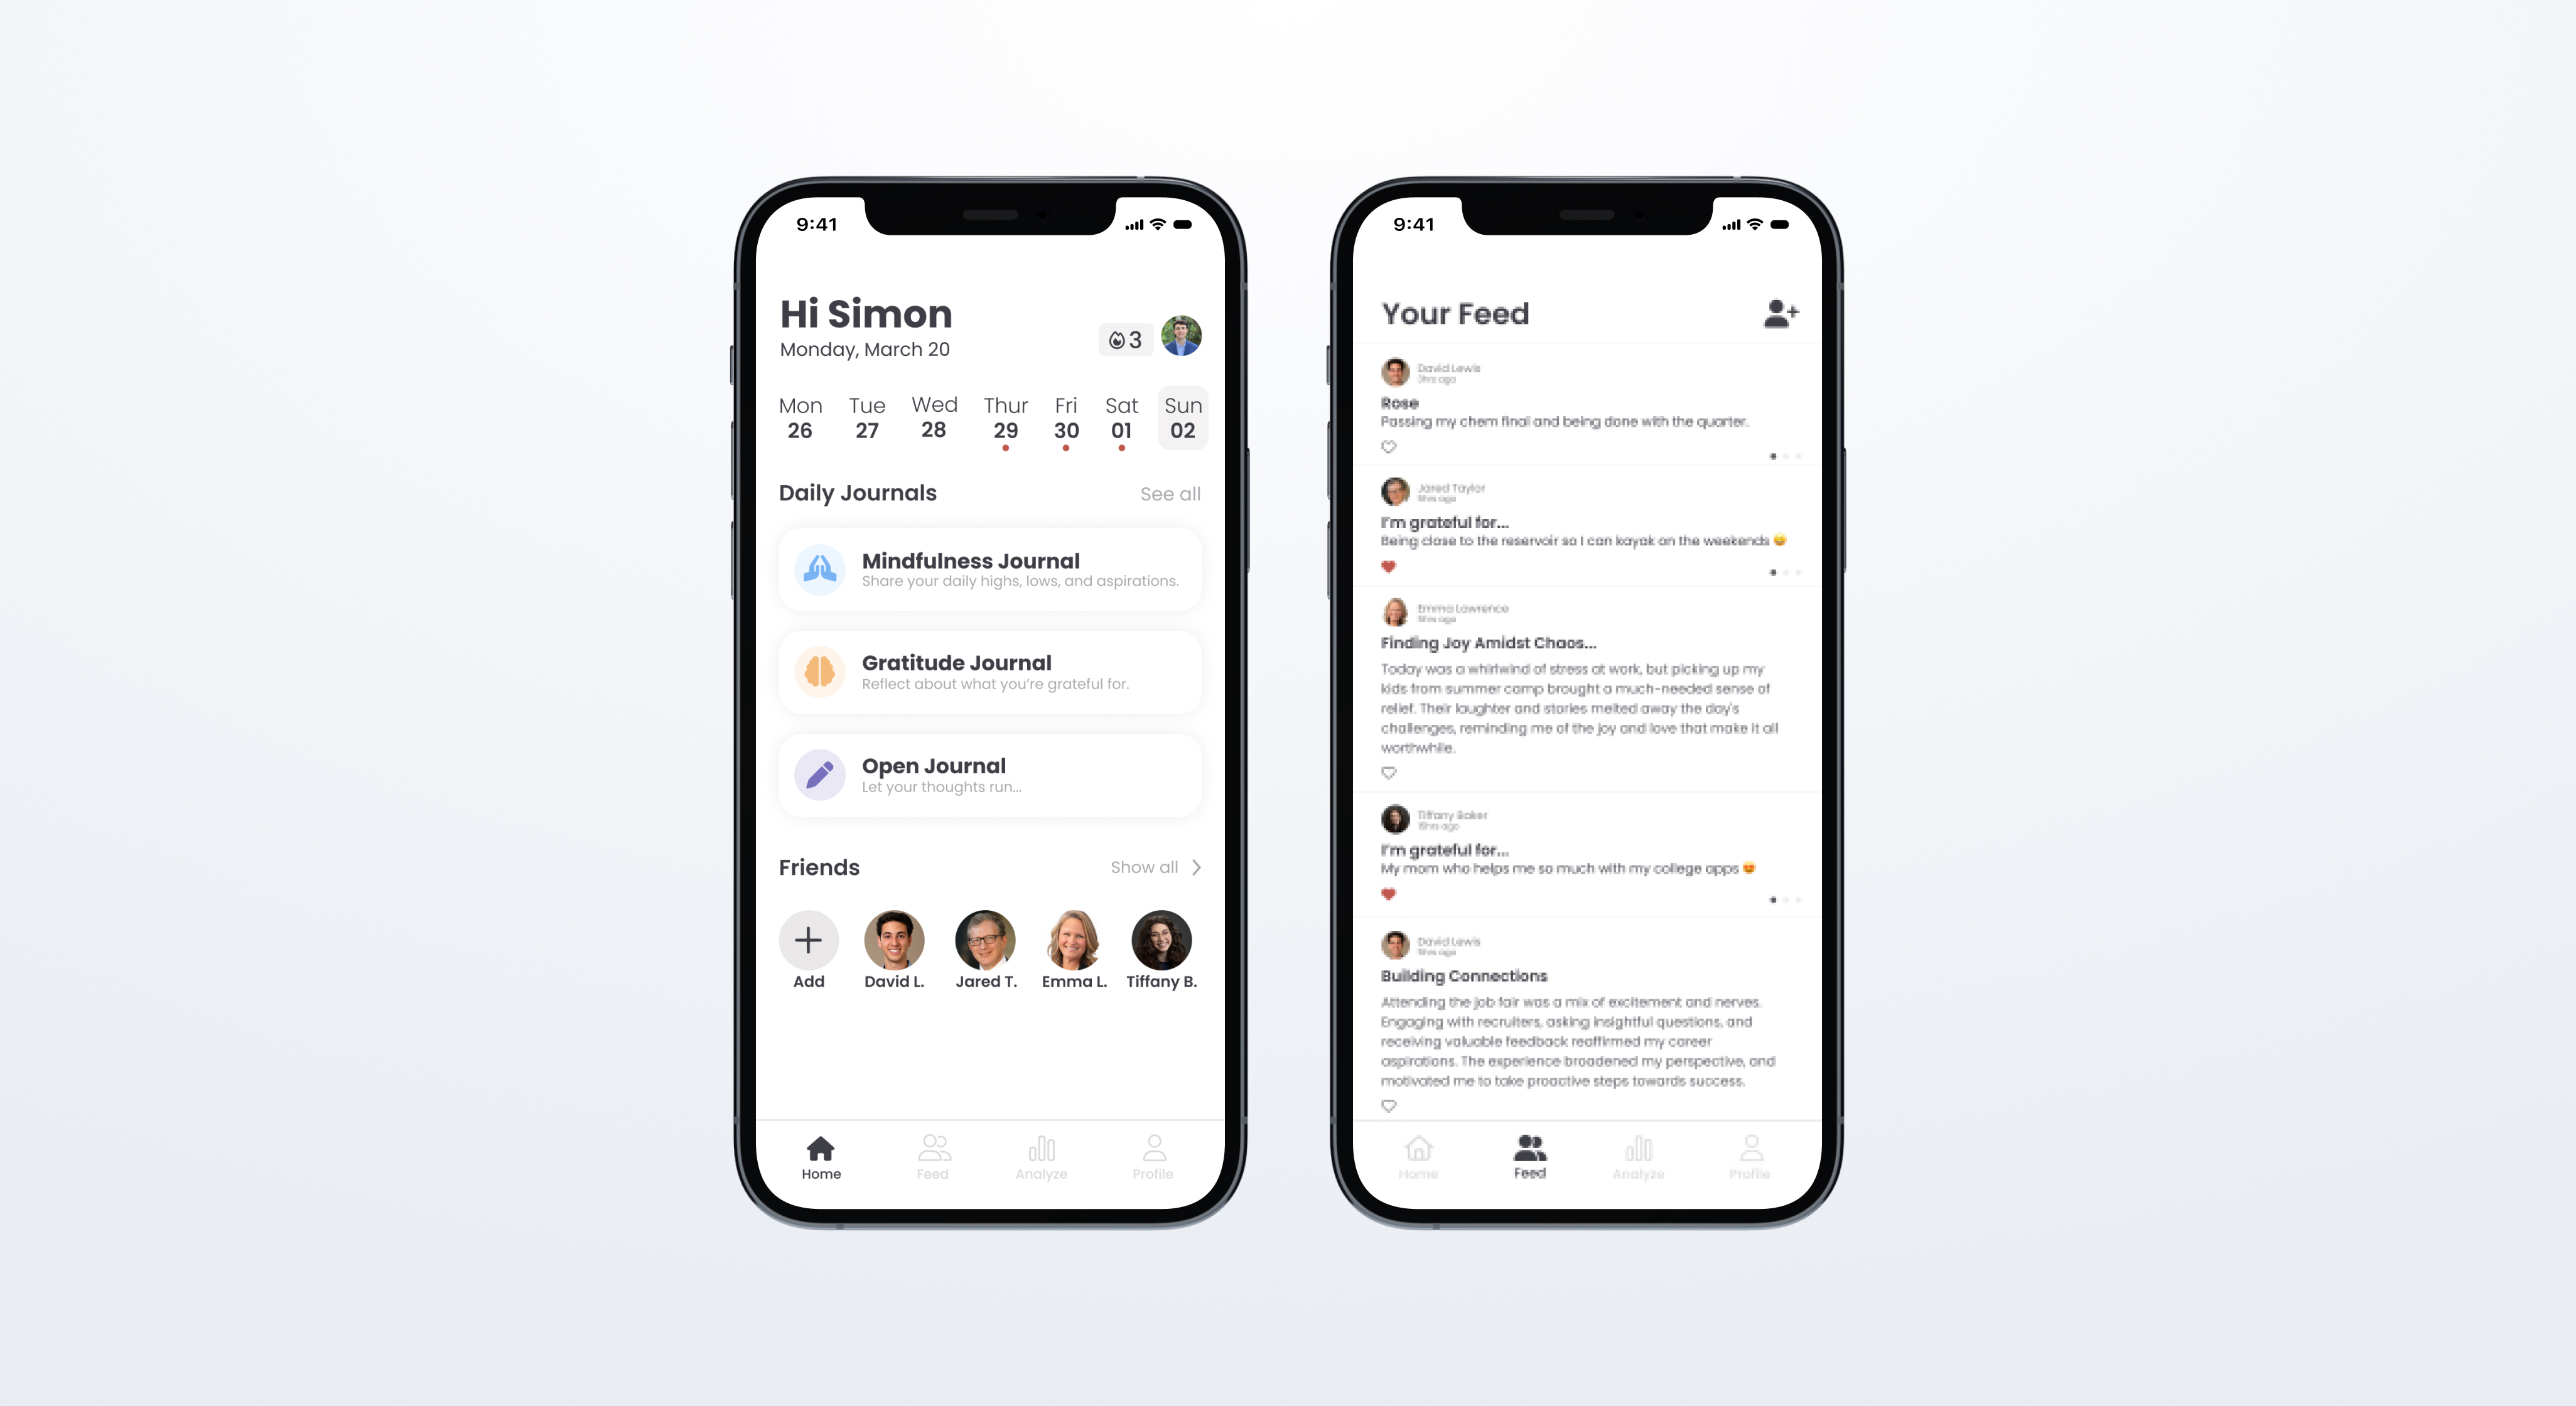 9:41
Hi Simon
Monday, March 20
3
Mon Tue Wed Thur Fri Sat Sun
26 27 28 29 30 01 02
Daily Journals See all
Mindfulness Journal
Share your daily highs, lows, and aspirations.
Gratitude Journal
Reflect about what you're grateful for.
Open Journal
Let your thoughts run...
Friends Show all
Add David L. Jared T. Emma L. Tiffany B.
Home Feed Analyze Profile
9:41
Your Feed
David Lewis
3hrs ago
Rose
Passing my chem final and being done with the quarter.
Jared Taylor
hrs ago
I'm grateful for...
Being close to the reservoir so I can kayak on the weekends 😄
Emma Lawrence
hrs ago
Finding Joy Amidst Chaos...
Today was a whirlwind of stress at work, but picking up my
kids from summer camp brought a much-needed sense of
relief. Their laughter and stories melted away the day's
challenges, reminding me of the joy and love that make it all
worthwhile.
Tiffany Baker
hrs ago
I'm grateful for...
My mom who helps me so much with my college apps 😍
David Lewis
hrs ago
Building Connections
Attending the job fair was a mix of excitement and nerves.
Engaging with recruiters, asking insightful questions, and
receiving valuable feedback reaffirmed my career
aspirations. The experience broadened my perspective, and
motivated me to take proactive steps towards success.
Home Feed Analyze Profile